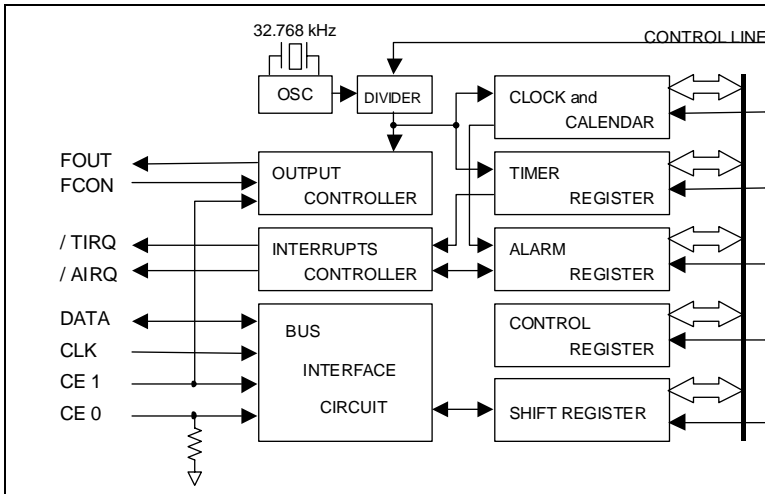 32.768 kHz
CONTROL LINE
OSC
DIVIDER
CLOCK and
CALENDAR
FOUT
FCON
OUTPUT
CONTROLLER
TIMER
REGISTER
/ TIRQ
/ AIRQ
INTERRUPTS
CONTROLLER
ALARM
REGISTER
DATA
CLK
CE 1
CE 0
BUS
INTERFACE
CIRCUIT
CONTROL
REGISTER
SHIFT REGISTER